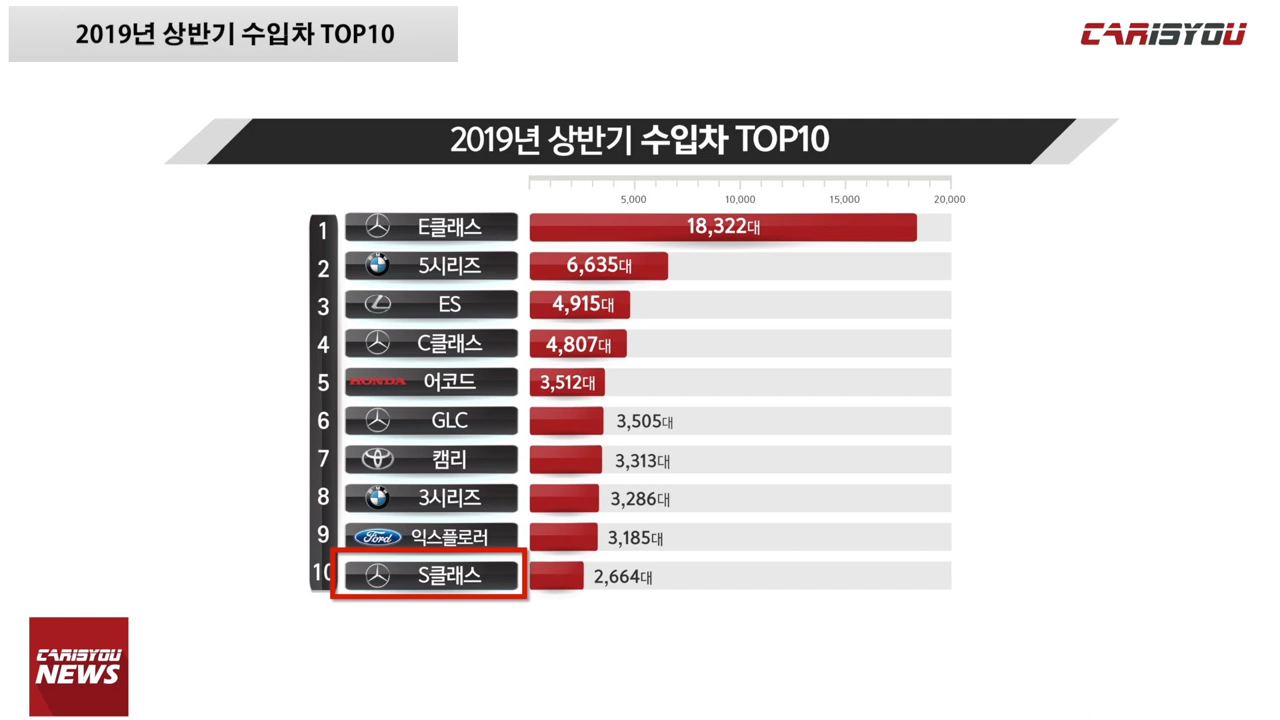 2019년 상반기 수입차 TOP10
CARISYOU
2019년 상반기 수입차 TOP10
5,000 10,000 15,000 20,000
1 E클래스 18,322대
2 BMW 5시리즈 6,635대
3 ES 4,915대
4 C클래스 4,807대
5 HONDA 어코드 3,512대
6 GLC 3,505대
7 캠리 3,313대
8 BMW 3시리즈 3,286대
9 Ford 익스플로러 3,185대
10 S클래스 2,664대
CARISYOU
NEWS